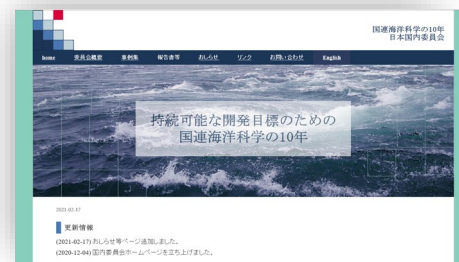 国連海洋科学の10年
日本国内委員会
home 委員会概要 事例集 報告書等 おしらせ リンク お問い合わせ English
持続可能な開発目標のための
国連海洋科学の10年
2021-02-17
更新情報
(2021-02-17) おしらせ等ページ追加しました。
(2020-12-04) 国内委員会ホームページを立ち上げました。